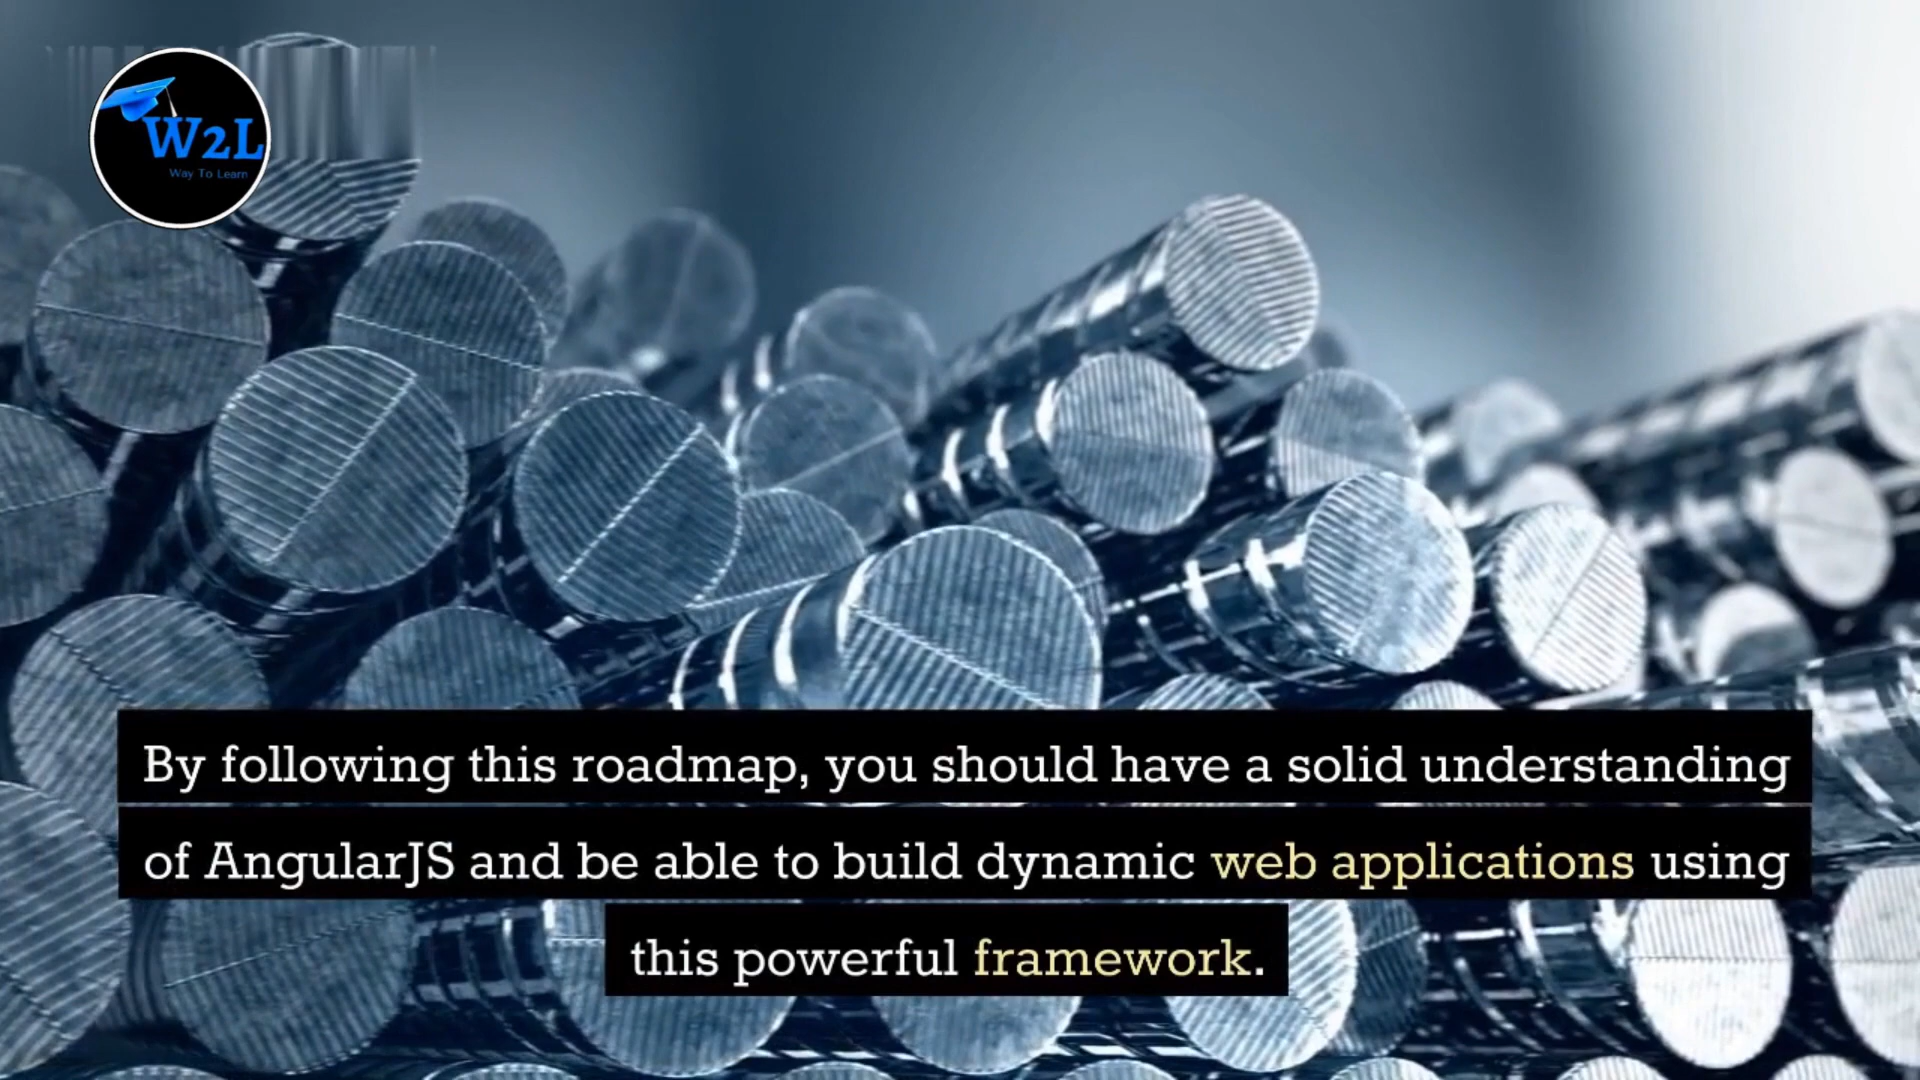 W2L
Way To Learn
By following this roadmap, you should have a solid understanding
of AngularJS and be able to build dynamic web applications using
this powerful framework.